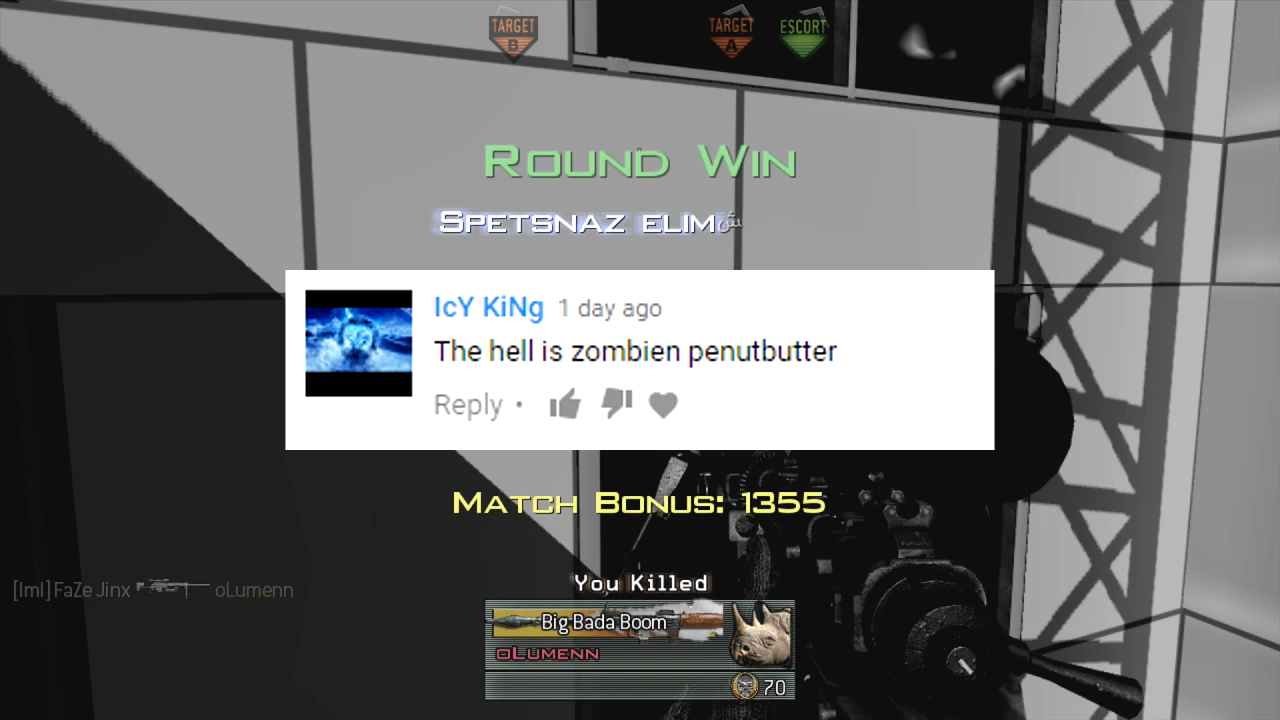 TARGET
B
TARGET
A
ESCORT
ROUND WIN
SPETSNAZ ELIM
IcY KiNg 1 day ago
The hell is zombien penutbutter
Reply •
MATCH BONUS: 1355
[lml] FaZe Jinx oLumenn
You Killed
Big Bada Boom
oLumenn
70